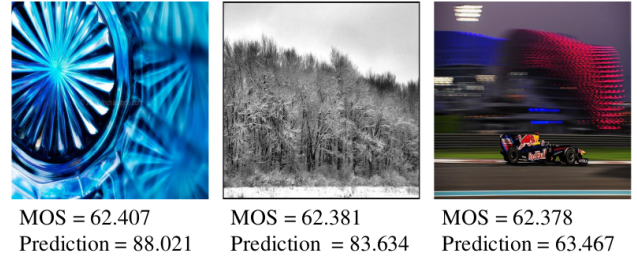 MOS = 62.407
Prediction = 88.021
MOS = 62.381
Prediction = 83.634
MOS = 62.378
Prediction = 63.467